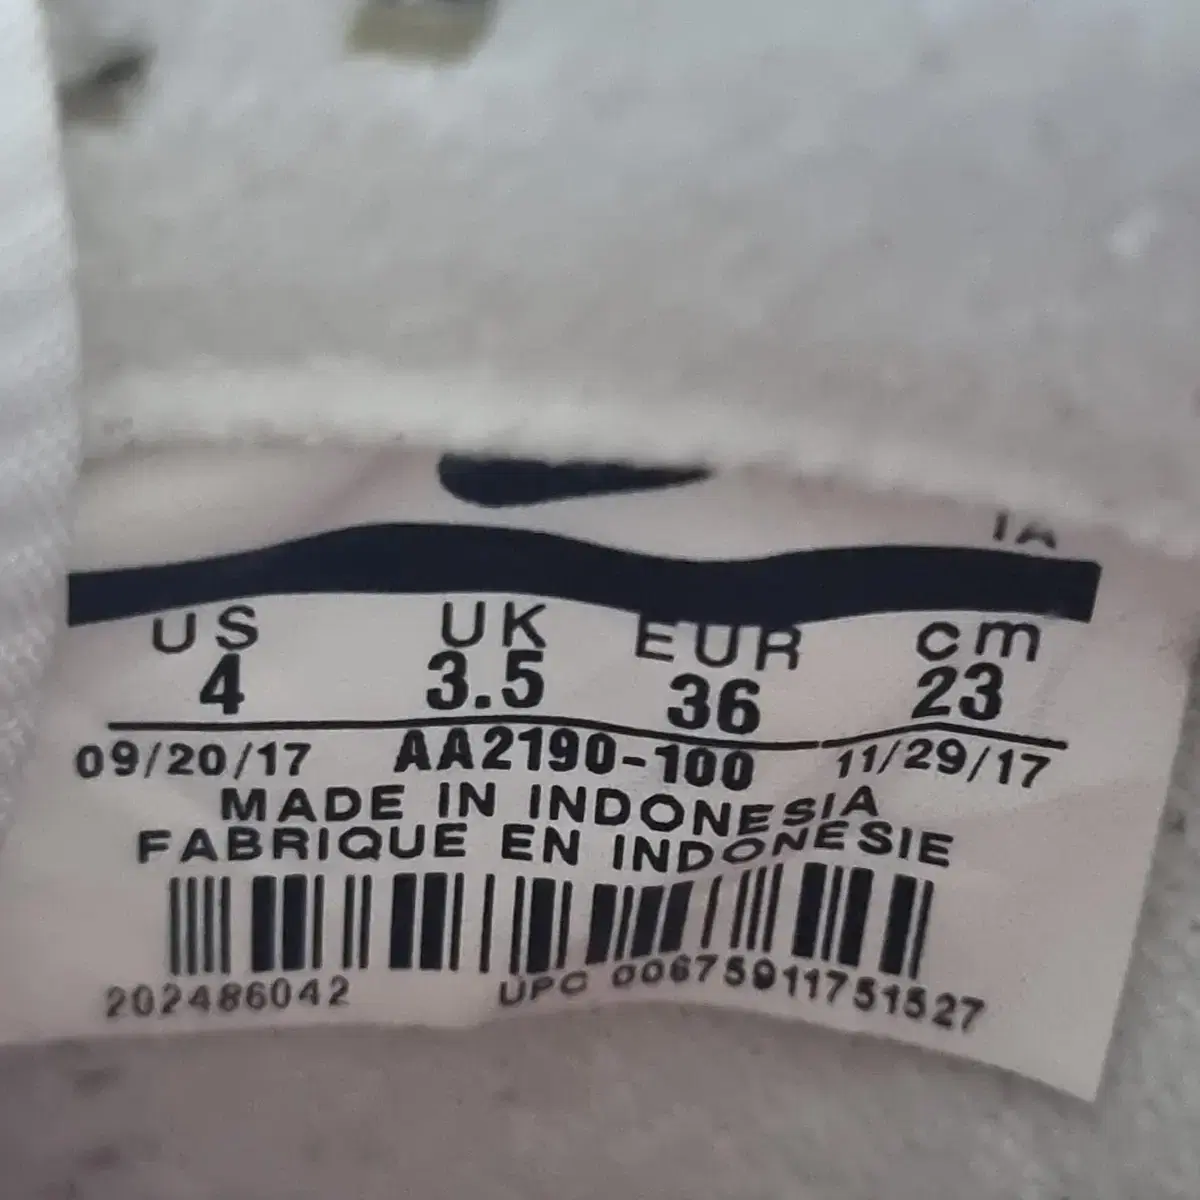 IA
US UK EUR cm
4 3.5 36 23
09/20/17 AA2190-100 11/29/17
MADE IN INDONESIA
FABRIQUE EN INDONESIE
202486042 UPC 00675911751527